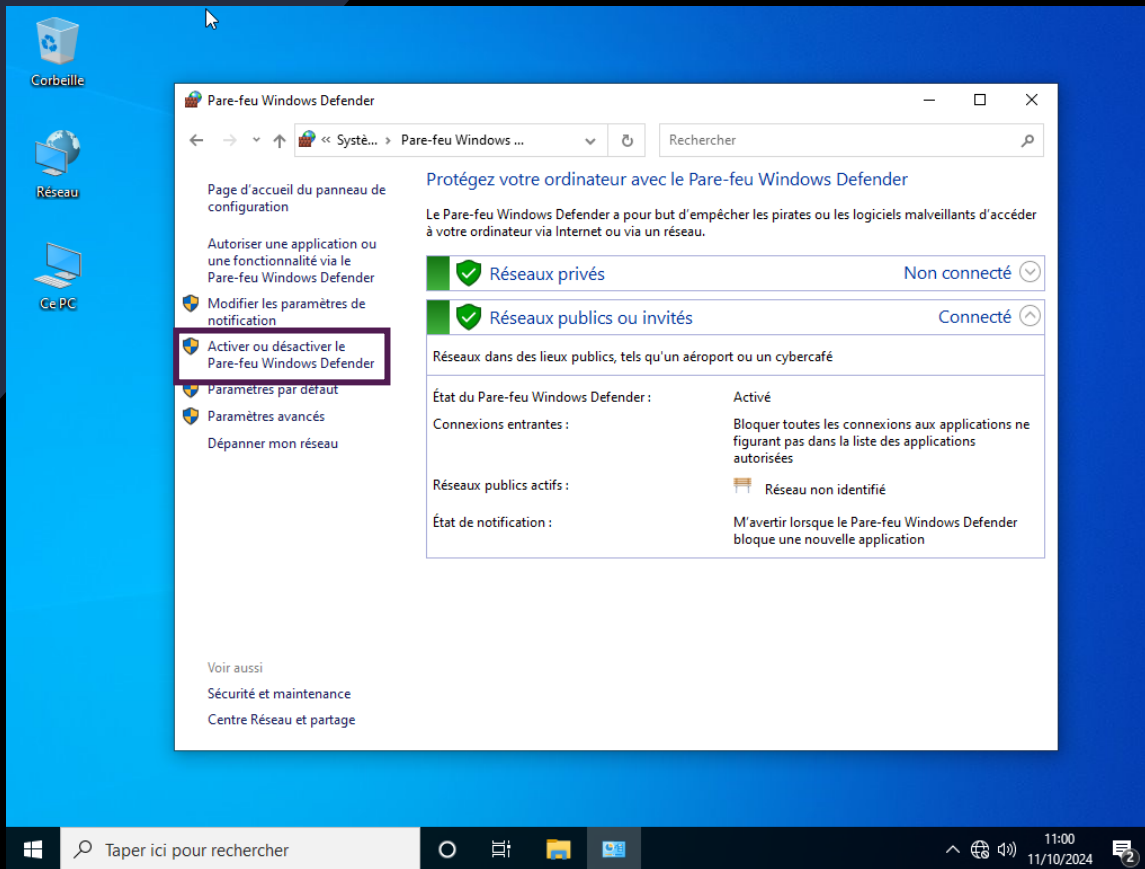 Corbeille
Réseau
Ce PC
Pare-feu Windows Defender
« Systè... › Pare-feu Windows ...
Rechercher
Page d'accueil du panneau de
configuration
Autoriser une application ou
une fonctionnalité via le
Pare-feu Windows Defender
Modifier les paramètres de
notification
Activer ou désactiver le
Pare-feu Windows Defender
Paramètres par défaut
Paramètres avancés
Dépanner mon réseau
Voir aussi
Sécurité et maintenance
Centre Réseau et partage
Protégez votre ordinateur avec le Pare-feu Windows Defender
Le Pare-feu Windows Defender a pour but d'empêcher les pirates ou les logiciels malveillants d'accéder
à votre ordinateur via Internet ou via un réseau.
Réseaux privés Non connecté
Réseaux publics ou invités Connecté
Réseaux dans des lieux publics, tels qu'un aéroport ou un cybercafé
État du Pare-feu Windows Defender : Activé
Connexions entrantes : Bloquer toutes les connexions aux applications ne
figurant pas dans la liste des applications
autorisées
Réseaux publics actifs : Réseau non identifié
État de notification : M'avertir lorsque le Pare-feu Windows Defender
bloque une nouvelle application
Taper ici pour rechercher
11:00
11/10/2024
2